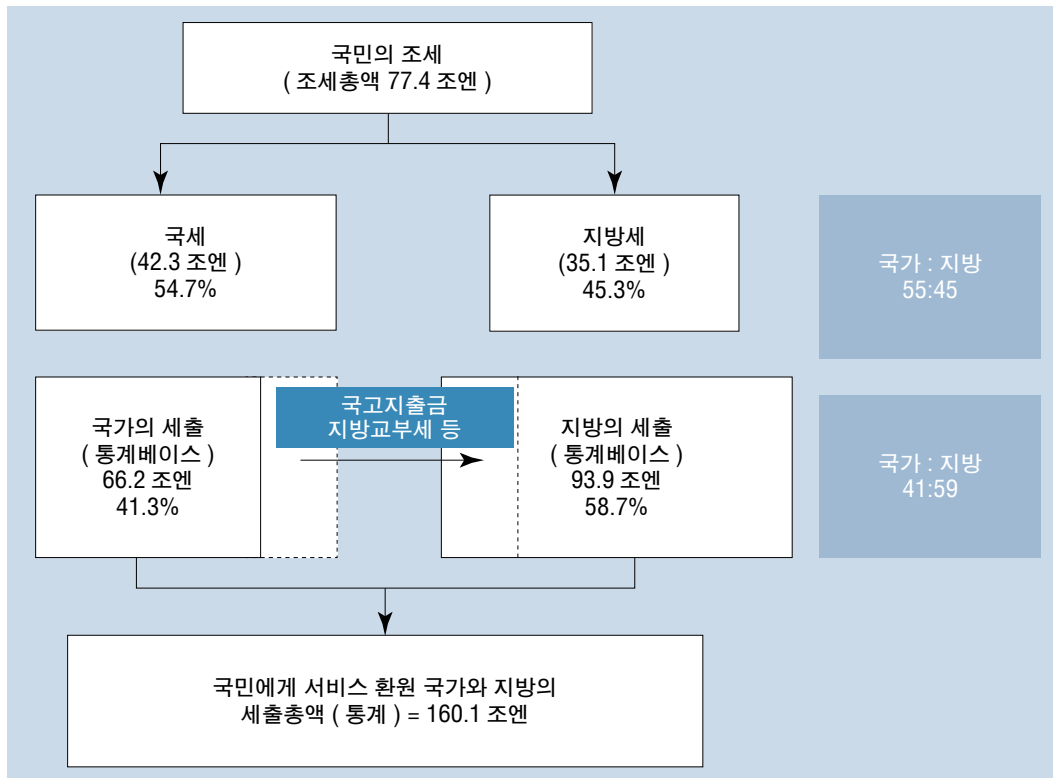 국민의 조세
( 조세총액 77.4 조엔 )
국세
(42.3 조엔 )
54.7%
지방세
(35.1 조엔 )
45.3%
국가 : 지방
55:45
국가의 세출
( 통계베이스 )
66.2 조엔
41.3%
국고지출금
지방교부세 등
지방의 세출
( 통계베이스 )
93.9 조엔
58.7%
국가 : 지방
41:59
국민에게 서비스 환원 국가와 지방의
세출총액 ( 통계 ) = 160.1 조엔